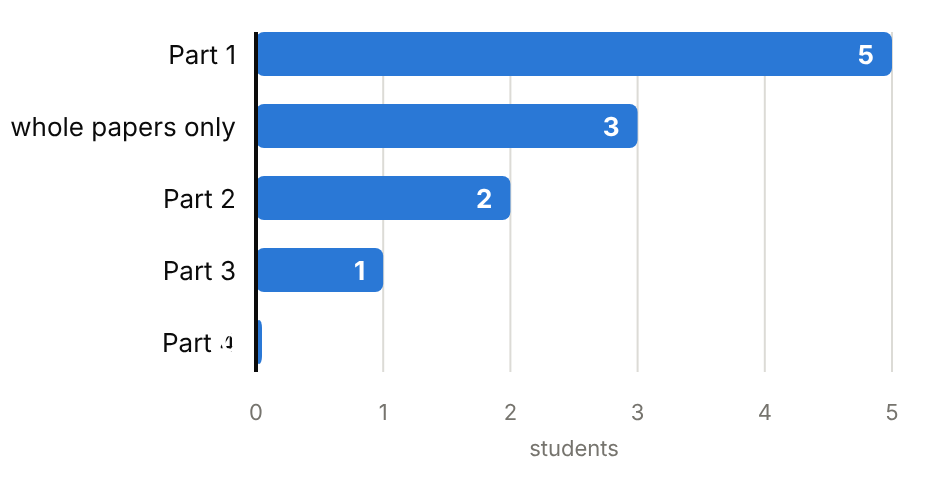 Part 1
5
whole papers only
3
Part 2
2
Part 3
1
Part
0 1 2 3 4 5
students